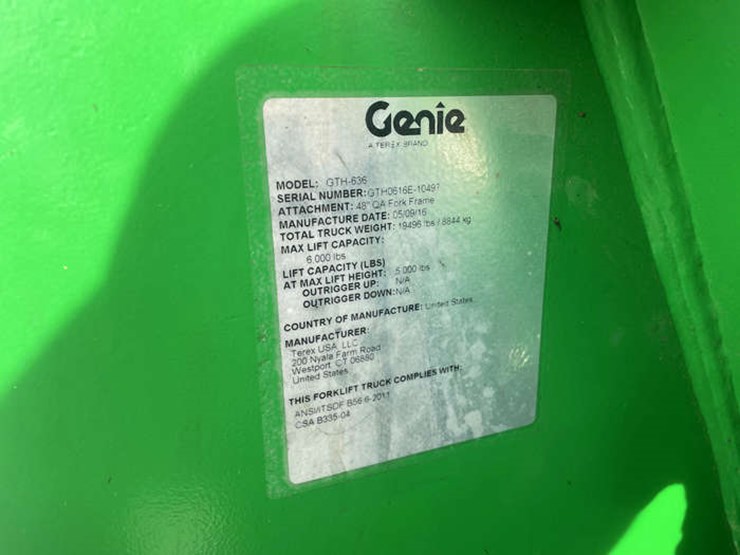 Genie
A TEREX BRAND
MODEL: GTH-636
SERIAL NUMBER: GTH0616E-10497
ATTACHMENT: 48" QA Fork Frame
MANUFACTURE DATE: 05/09/16
TOTAL TRUCK WEIGHT: 19496 lbs / 8844 kg
MAX LIFT CAPACITY:
6,000 lbs
LIFT CAPACITY (LBS)
AT MAX LIFT HEIGHT: 5,000 lbs
OUTRIGGER UP: N/A
OUTRIGGER DOWN: N/A
COUNTRY OF MANUFACTURE: United States
MANUFACTURER:
Terex USA, LLC
200 Nyala Farm Road
Westport, CT 06880
United States
THIS FORKLIFT TRUCK COMPLIES WITH:
ANSI/ITSDF B56.6-2011
CSA B335-04